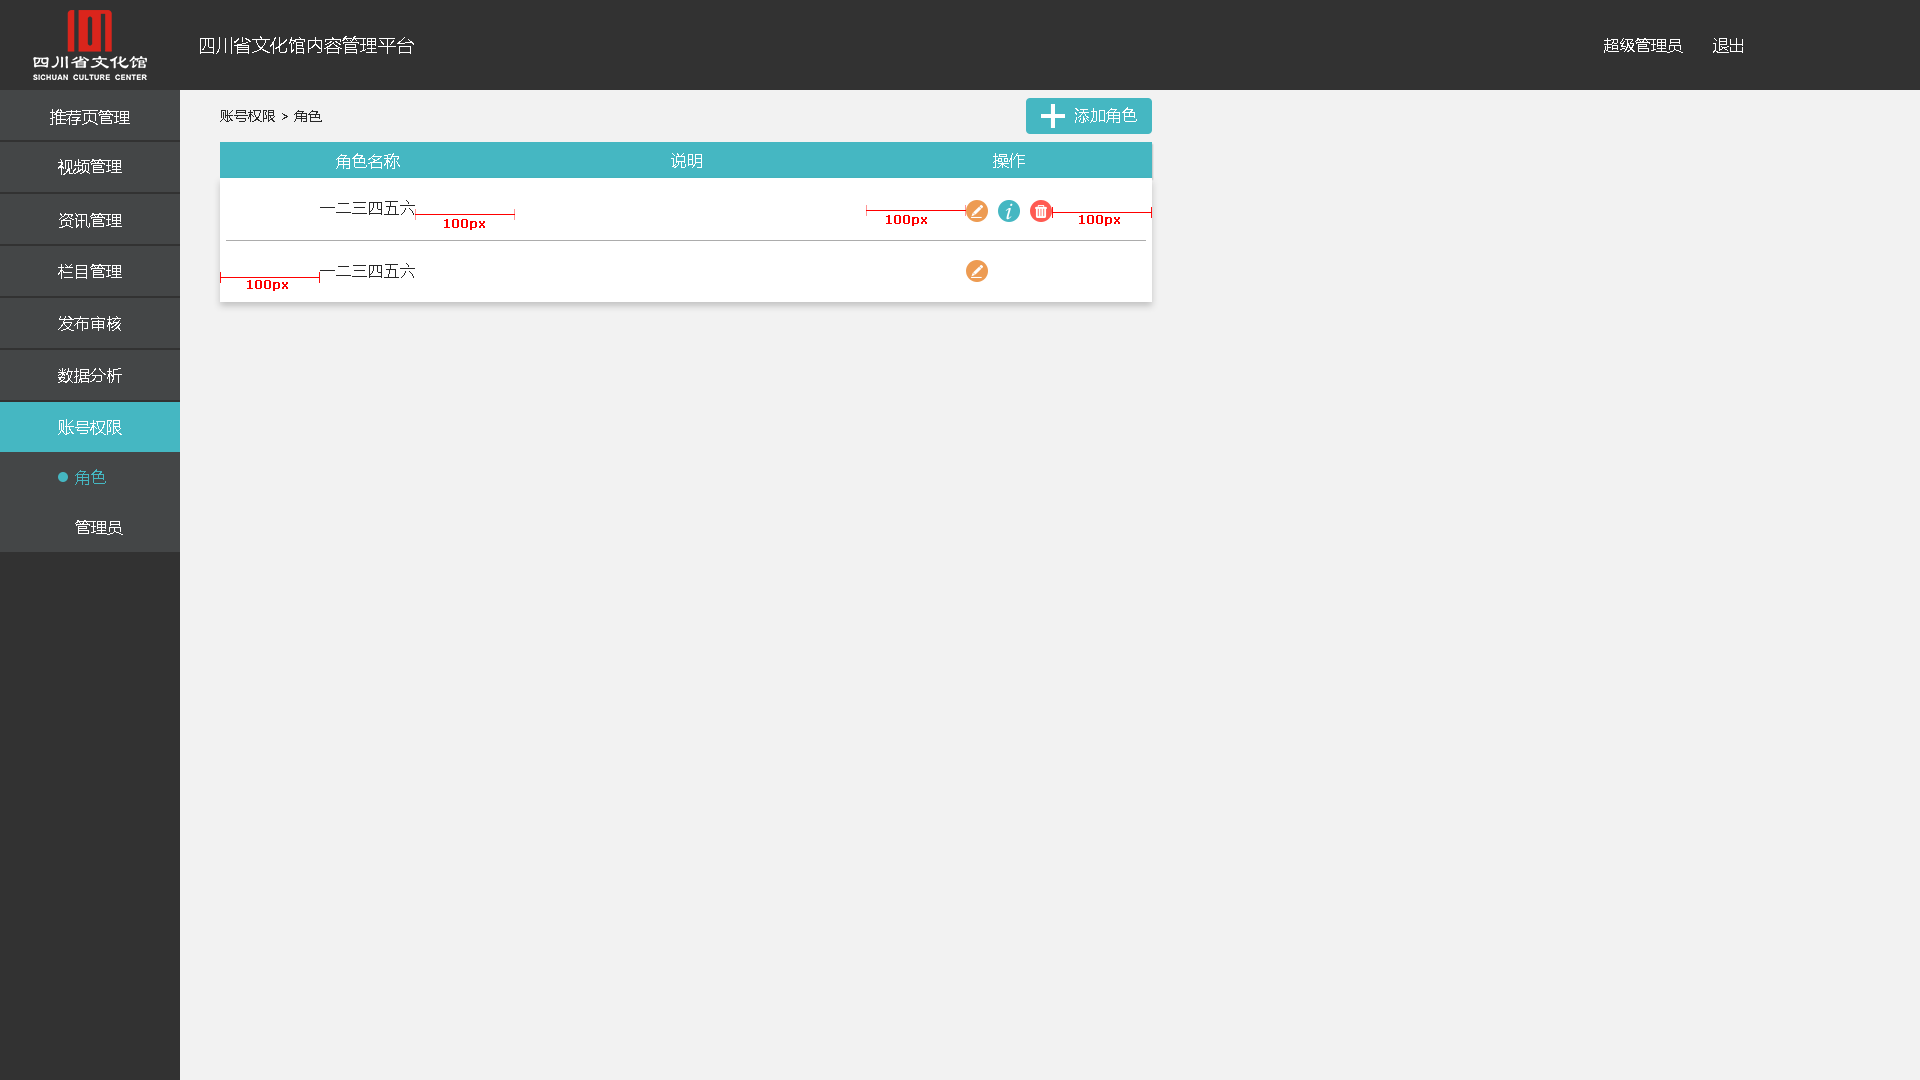 四川省文化馆
SICHUAN CULTURE CENTER
四川省文化馆内容管理平台
超级管理员
退出
推荐页管理
视频管理
资讯管理
栏目管理
发布审核
数据分析
账号权限
角色
管理员
账号权限 > 角色
添加角色
角色名称
说明
操作
一二三四五六
100px
100px
100px
一二三四五六
100px